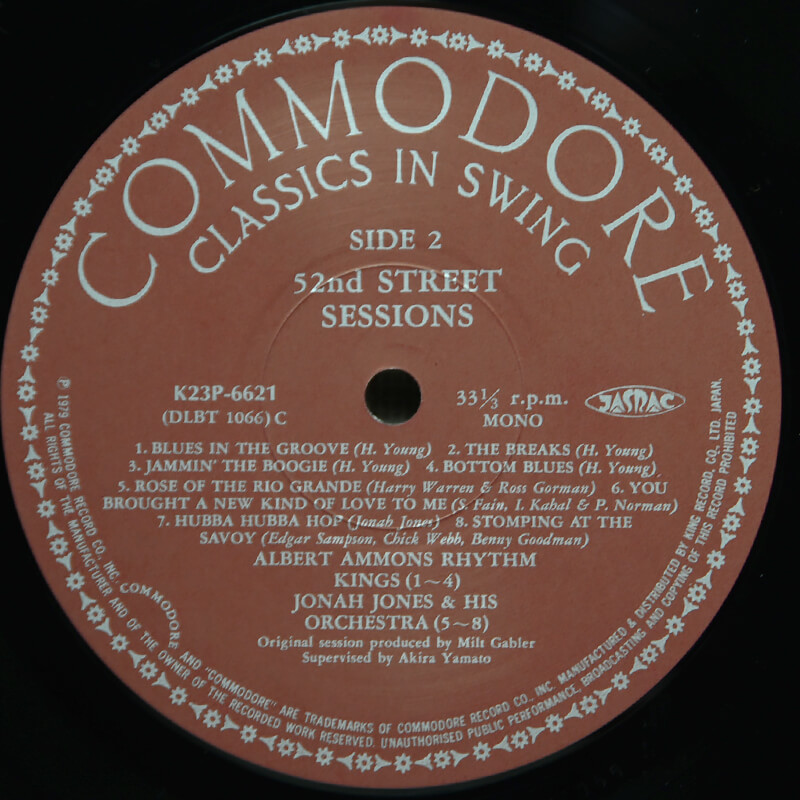 COMMODORE
CLASSICS IN SWING
SIDE 2
52nd STREET
SESSIONS
K23P-6621
(DLBT 1066) C
33 1/3 r.p.m.
MONO
JASRAC
1. BLUES IN THE GROOVE (H. Young) 2. THE BREAKS (H. Young)
3. JAMMIN' THE BOOGIE (H. Young) 4. BOTTOM BLUES (H. Young)
5. ROSE OF THE RIO GRANDE (Harry Warren & Ross Gorman) 6. YOU
BROUGHT A NEW KIND OF LOVE TO ME (S. Fain, I. Kahal & P. Norman)
7. HUBBA HUBBA HOP (Jonah Jones) 8. STOMPING AT THE
SAVOY (Edgar Sampson, Chick Webb, Benny Goodman)
ALBERT AMMONS RHYTHM
KINGS (1~4)
JONAH JONES & HIS
ORCHESTRA (5~8)
Original session produced by Milt Gabler
Supervised by Akira Yamato
℗ 1979 COMMODORE RECORD CO., INC. COMMODORE AND "COMMODORE" ARE TRADEMARKS OF COMMODORE RECORD CO., INC. MANUFACTURED & DISTRIBUTED BY KING RECORD, CO., LTD. JAPAN.
ALL RIGHTS OF THE MANUFACTURER AND OF THE OWNER OF THE RECORDED WORK RESERVED. UNAUTHORISED PUBLIC PERFORMANCE, BROADCASTING AND COPYING OF THIS RECORD PROHIBITED